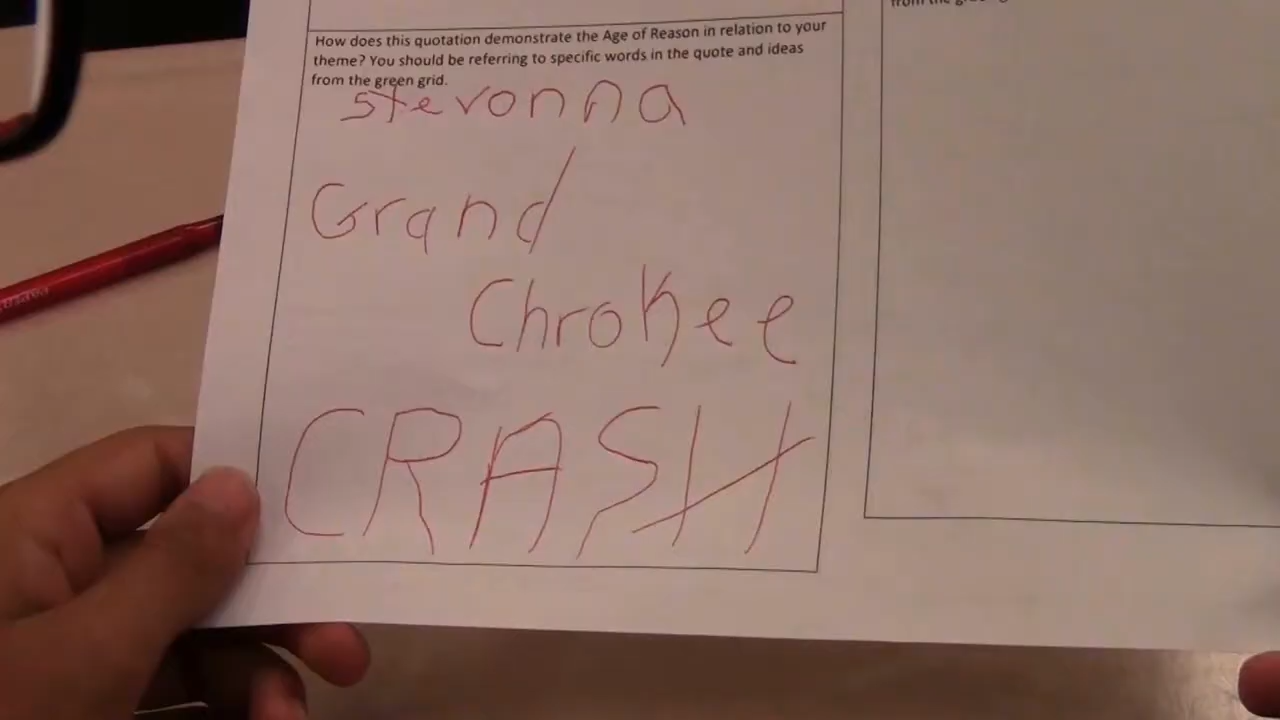 How does this quotation demonstrate the Age of Reason in relation to your
theme? You should be referring to specific words in the quote and ideas
from the green grid.
stevonna
Grand
Chrokee
CRASH